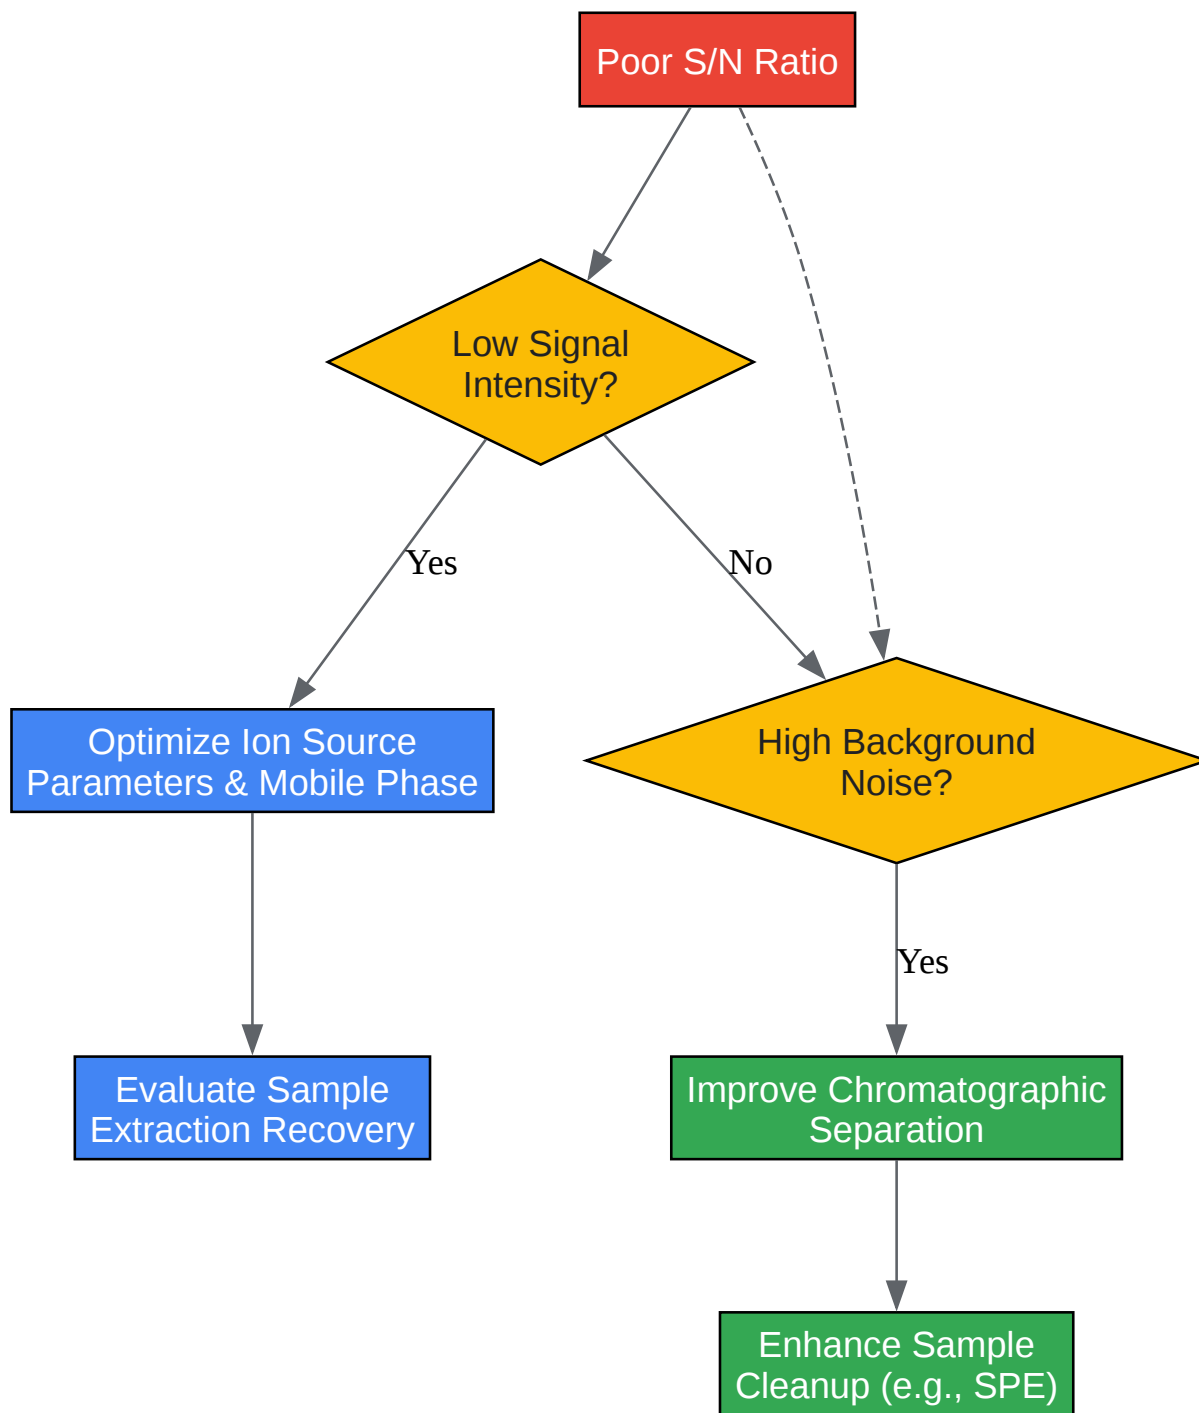 Poor S/N Ratio
Low Signal
Intensity?
Yes
No
Optimize Ion Source
Parameters & Mobile Phase
High Background
Noise?
Yes
Evaluate Sample
Extraction Recovery
Improve Chromatographic
Separation
Enhance Sample
Cleanup (e.g., SPE)